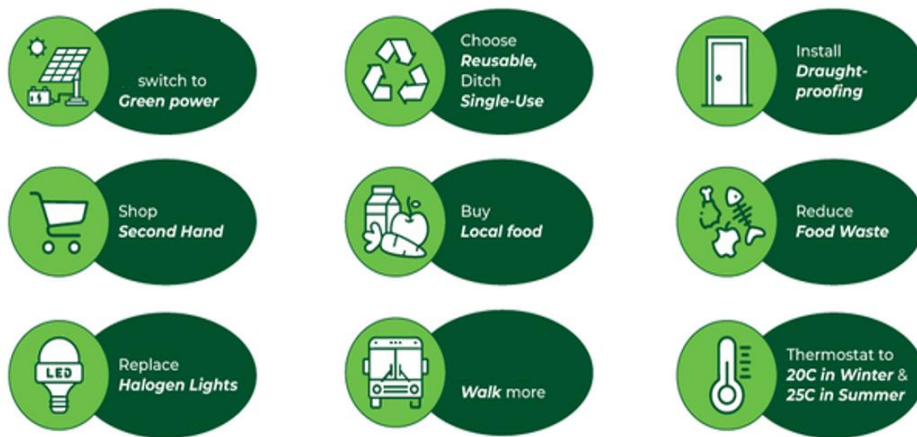 switch to
Green power
Choose
Reusable,
Ditch
Single-Use
Install
Draught-
proofing
Shop
Second Hand
Buy
Local food
Reduce
Food Waste
LED
Replace
Halogen Lights
Walk more
Thermostat to
20C in Winter &
25C in Summer